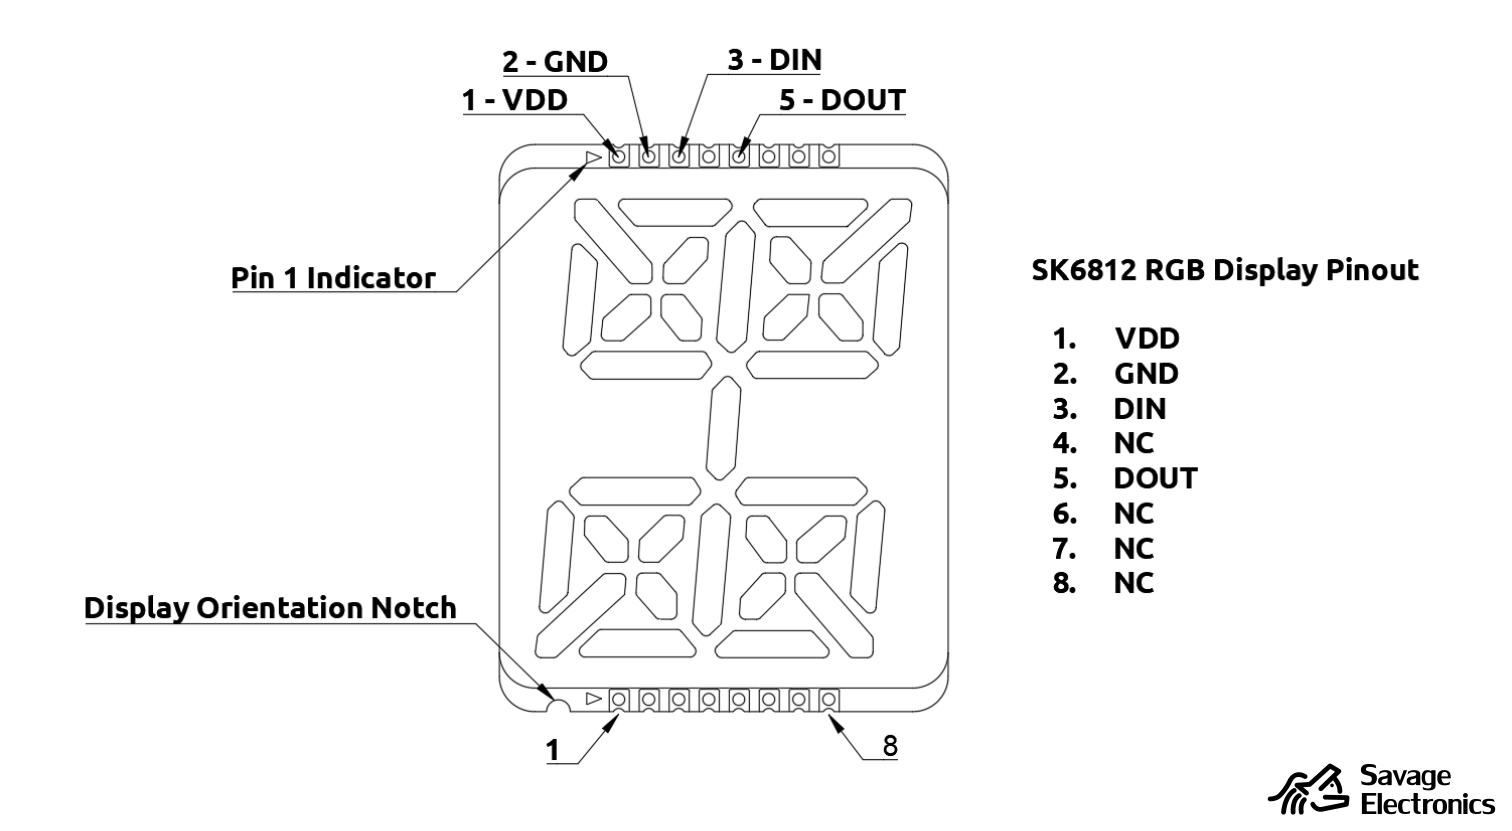 2 - GND
3 - DIN
1 - VDD
5 - DOUT
Pin 1 Indicator
SK6812 RGB Display Pinout
1. VDD
2. GND
3. DIN
4. NC
5. DOUT
6. NC
7. NC
8. NC
Display Orientation Notch
1
8
Savage
Electronics